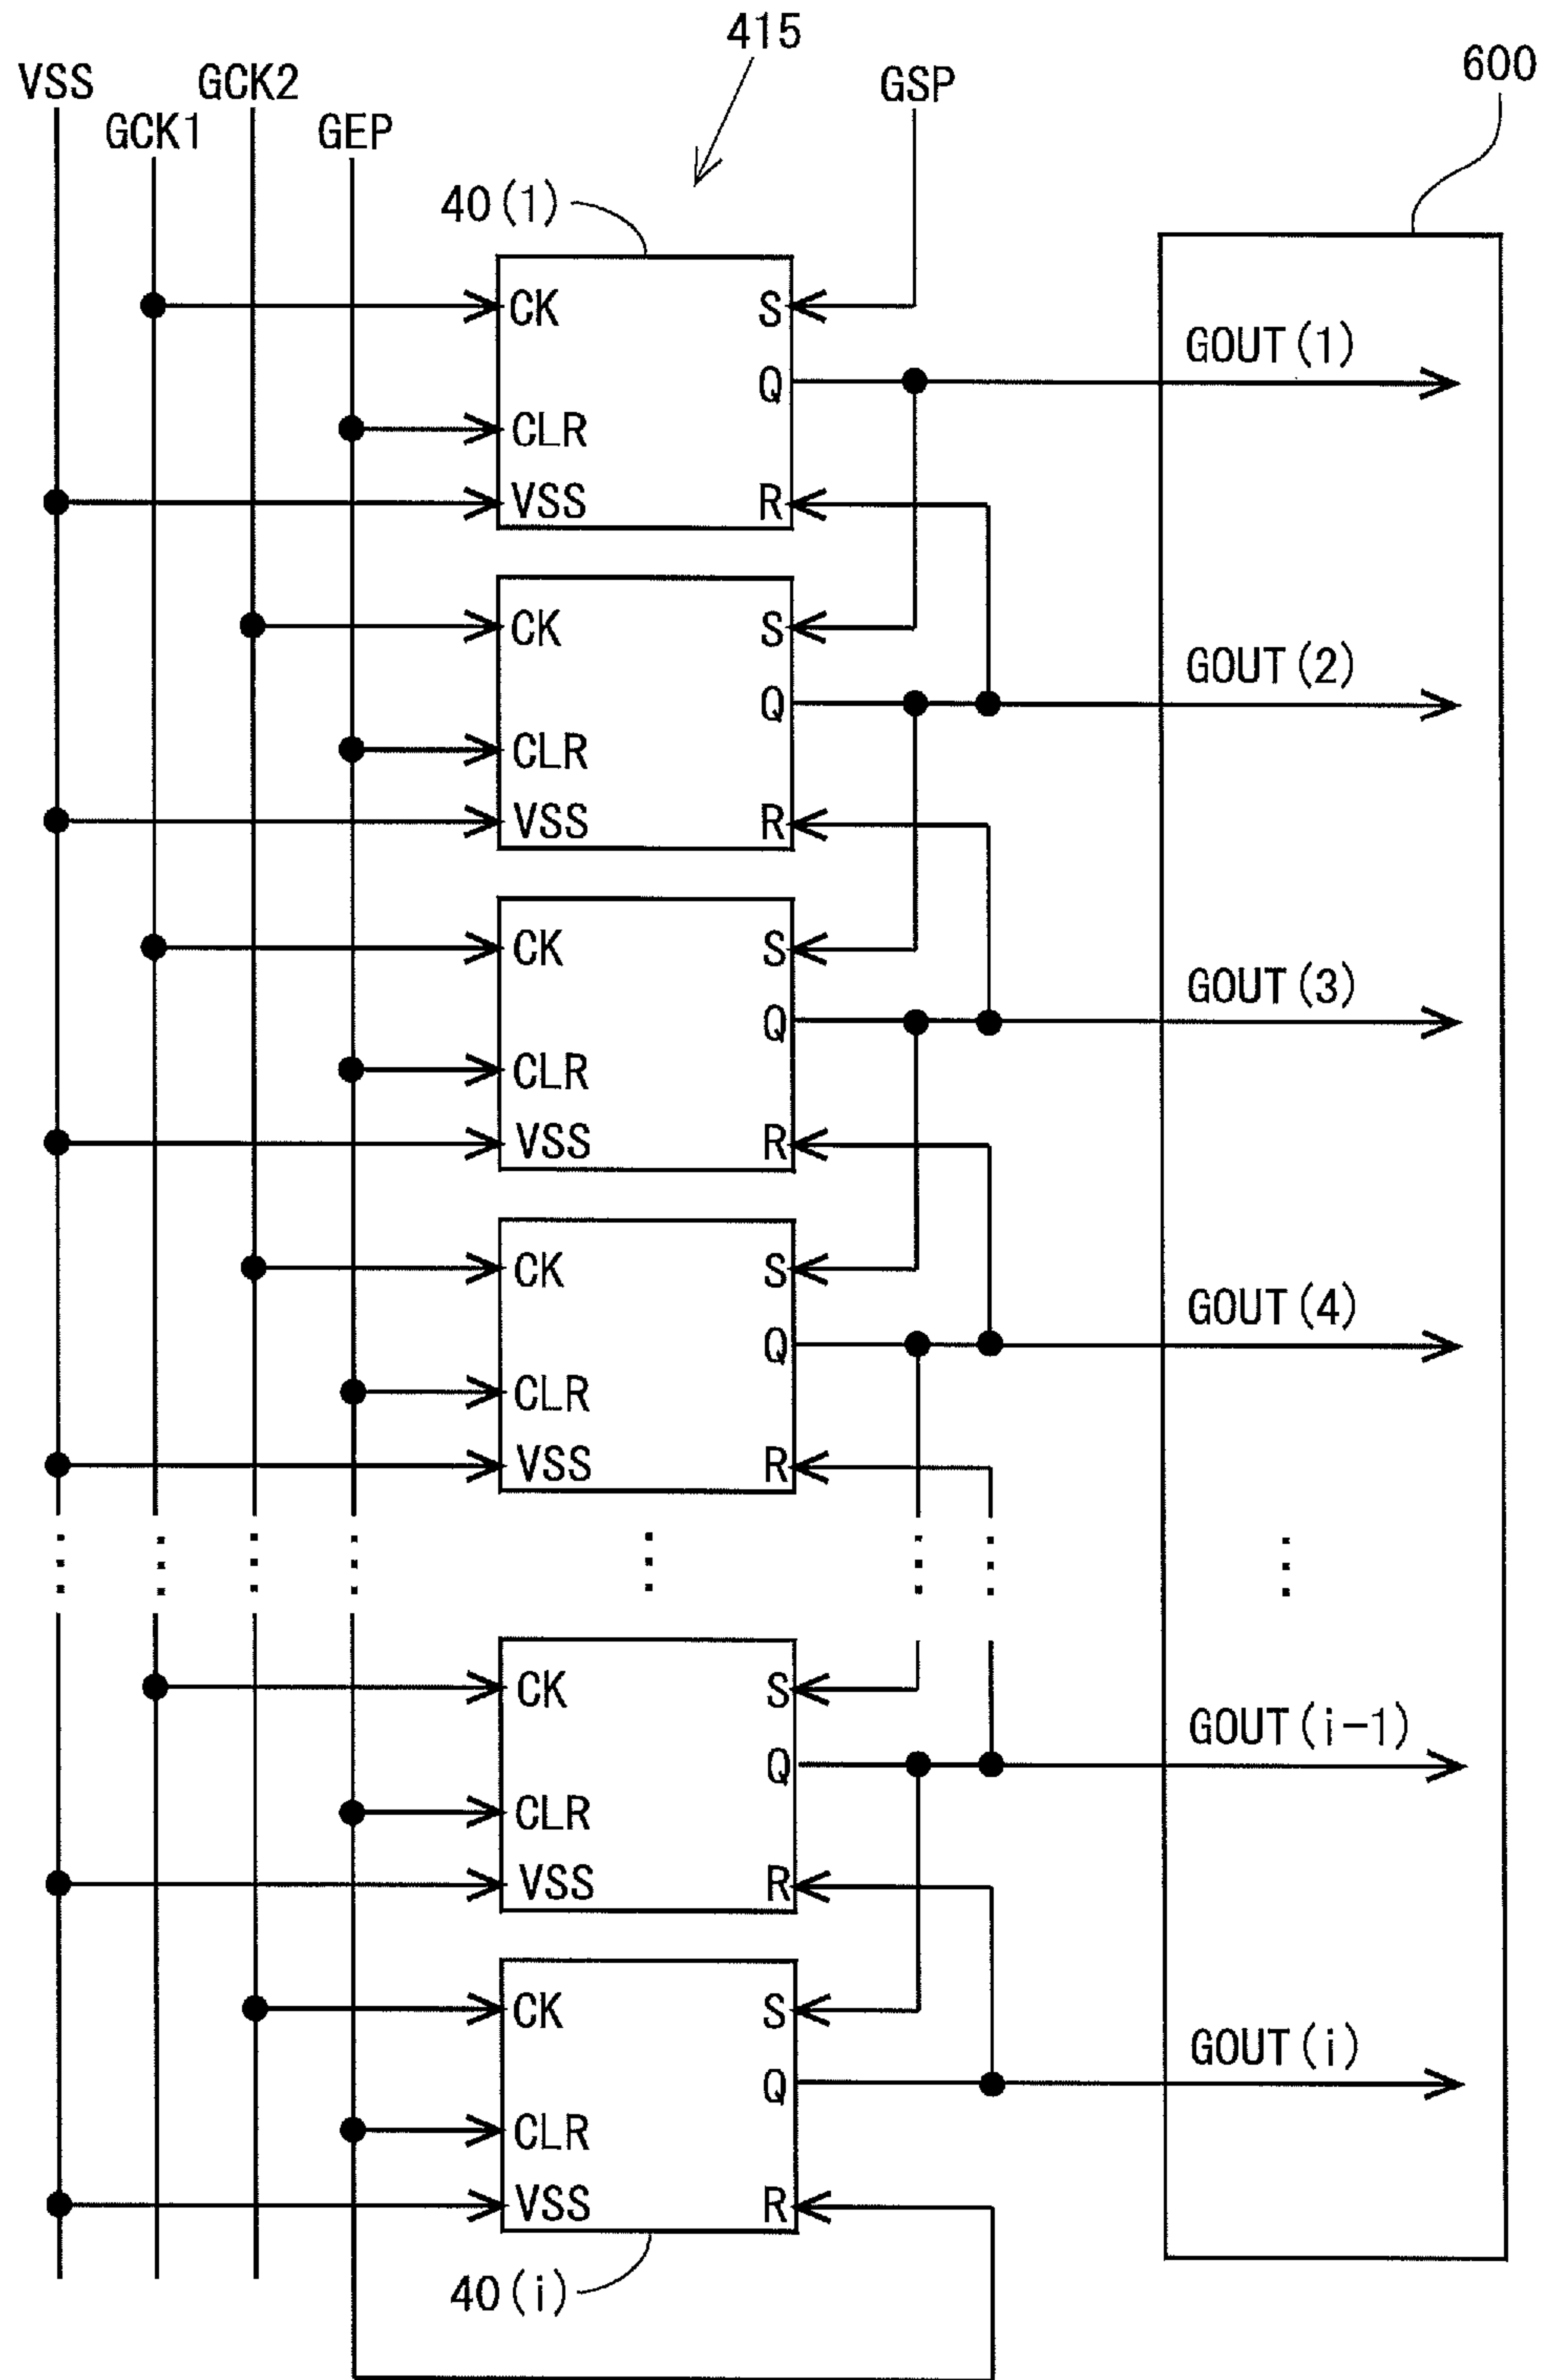 415
600
VSS
GCK2
GSP
GCK1
GEP
40(1)
CK
S
GOUT(1)
Q
CLR
VSS
R
CK
S
GOUT(2)
Q
CLR
VSS
R
CK
S
GOUT(3)
Q
CLR
VSS
R
CK
S
GOUT(4)
Q
CLR
VSS
R
CK
S
GOUT(i-1)
Q
CLR
VSS
R
CK
S
GOUT(i)
Q
CLR
VSS
R
40(i)